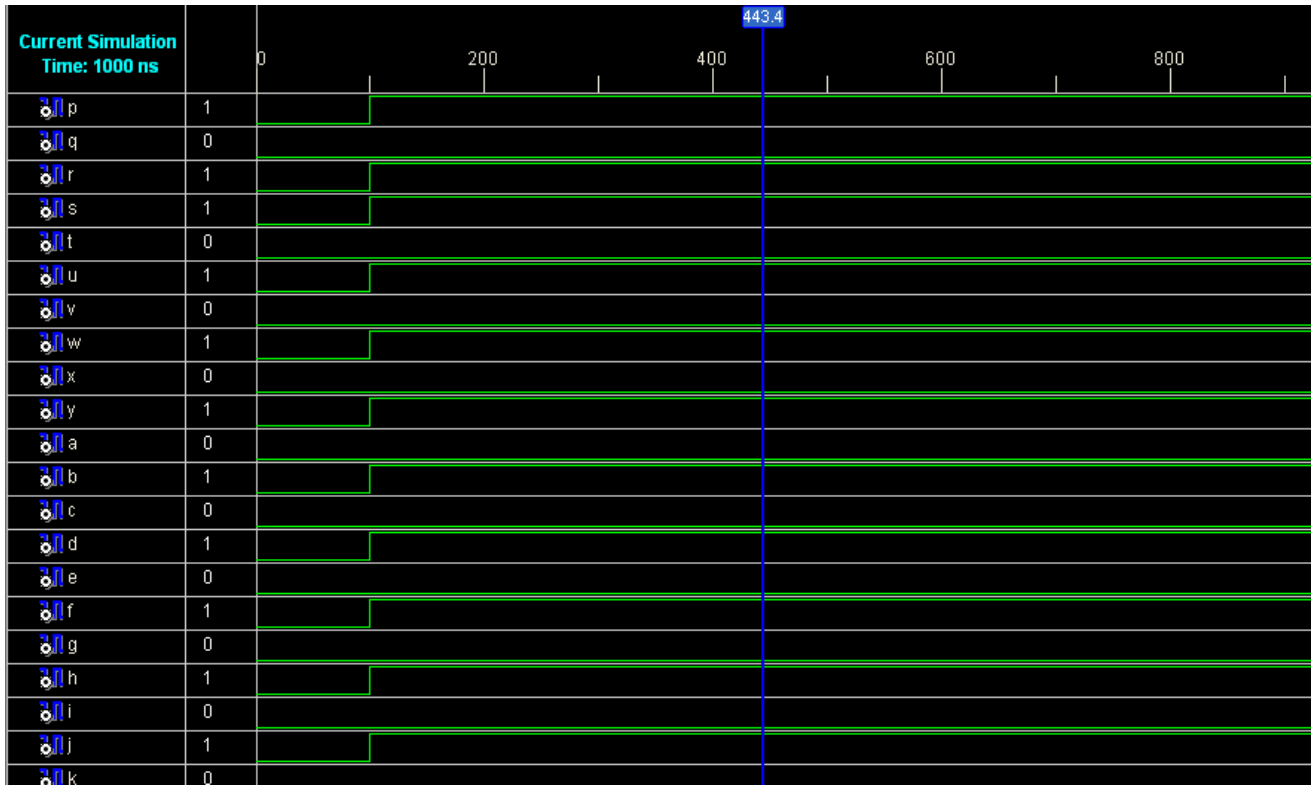 443.4
Current Simulation
Time: 1000 ns
0 200 400 600 800
p 1
q 0
r 1
s 1
t 0
u 1
v 0
w 1
x 0
y 1
a 0
b 1
c 0
d 1
e 0
f 1
g 0
h 1
i 0
j 1
k 0